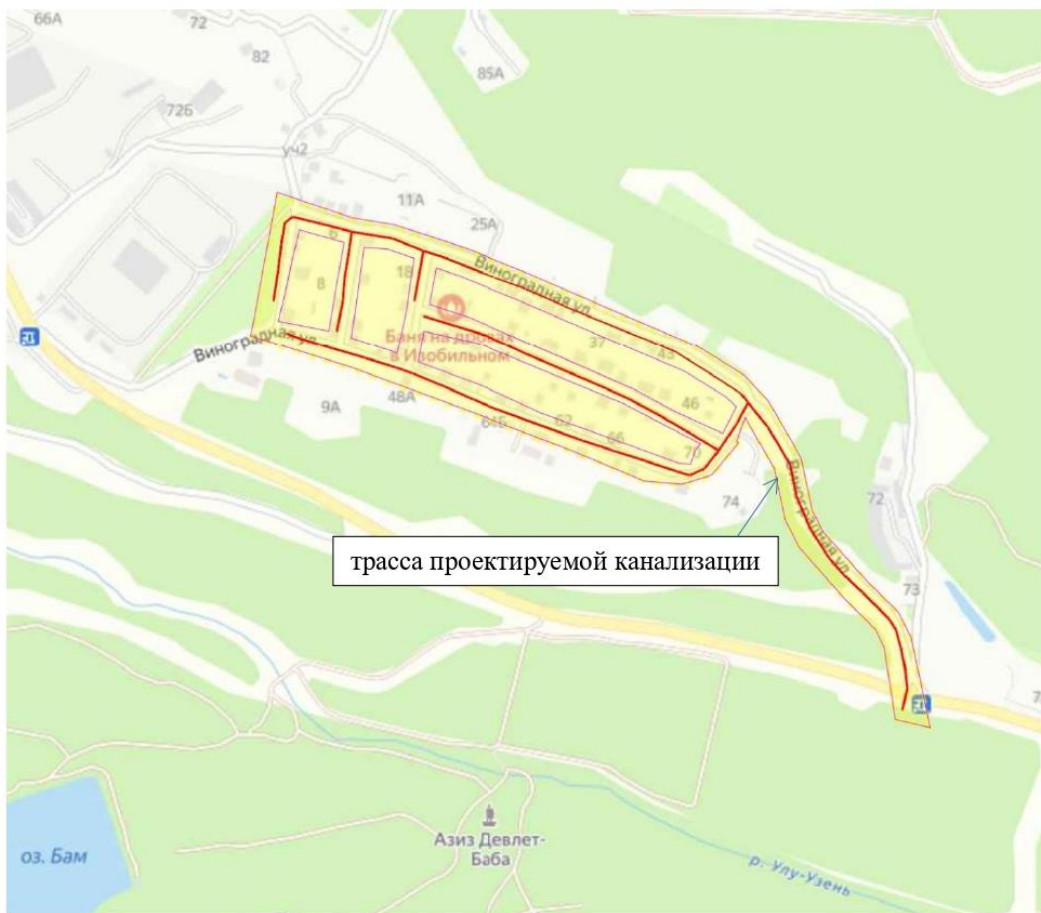 66А
72
82
85А
72Б
уч2
11А
25А
6
Виноградная ул.
18
8
Баня на дровах
в Изобильном
37
45
Виноградная ул.
46
9А
48А
64Б
62
66
70
74
Виноградная ул.
72
трасса проектируемой канализации
73
Азиз Девлет-
Баба
оз. Бам
р. Улу-Узень